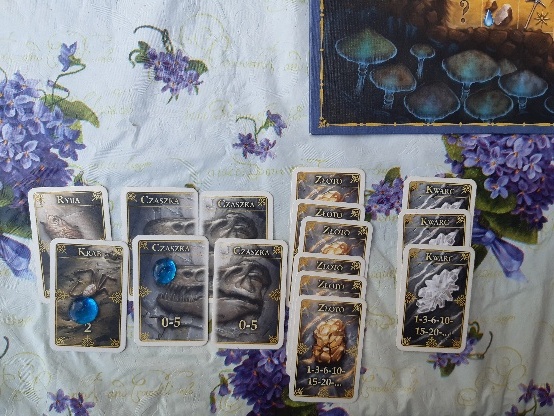 ?
Ryba
Czaszka
Czaszka
Złoto
Kwarc
Złoto
Złoto
Kwarc
Krab
2
Czaszka
0-5
Czaszka
0-5
Złoto
Złoto
Kwarc
1-3-6-10-
15-20-...
Złoto
1-3-6-10-
15-20-...